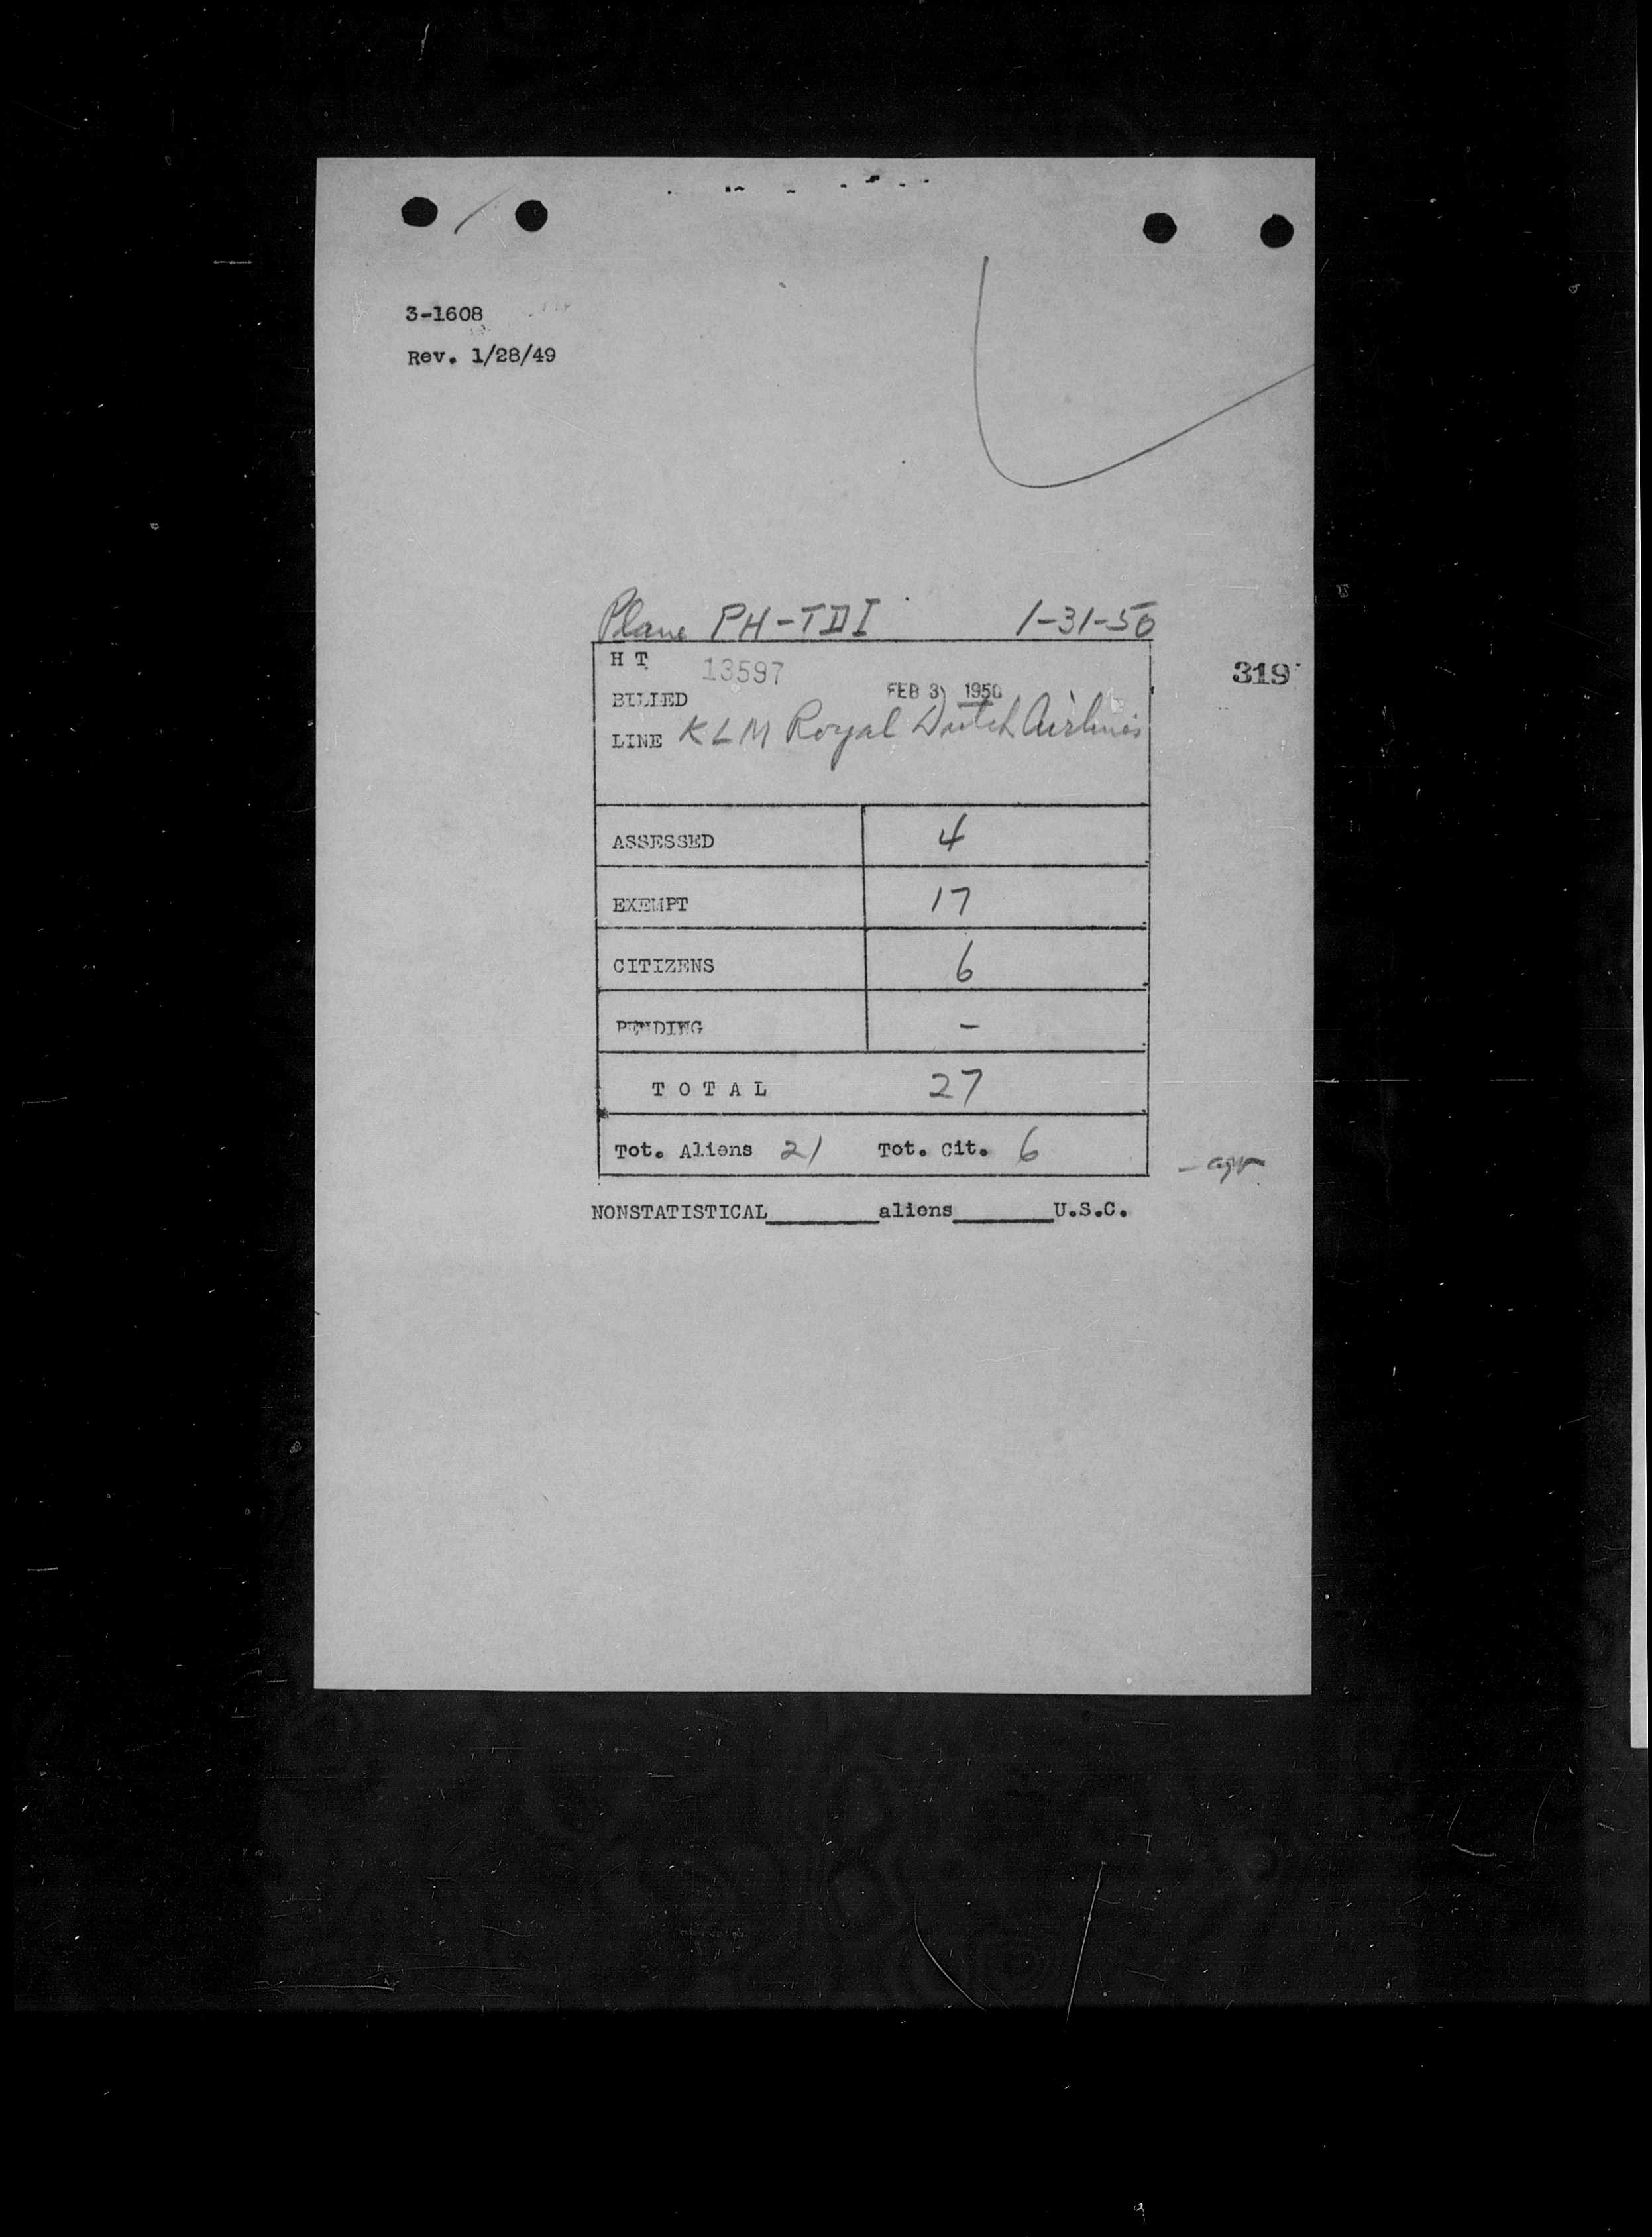 3-1608
Rev. 1/28/49
Plane PH-TDI 1-31-50
H T 13597
319
BILLED FEB 3 1950
LINE KLM Royal Dutch Airlines
ASSESSED 4
EXEMPT 17
CITIZENS 6
PENDING -
TOTAL 27
Tot. Aliens 21 Tot. Cit. 6
NONSTATISTICAL________aliens_______U.S.C.